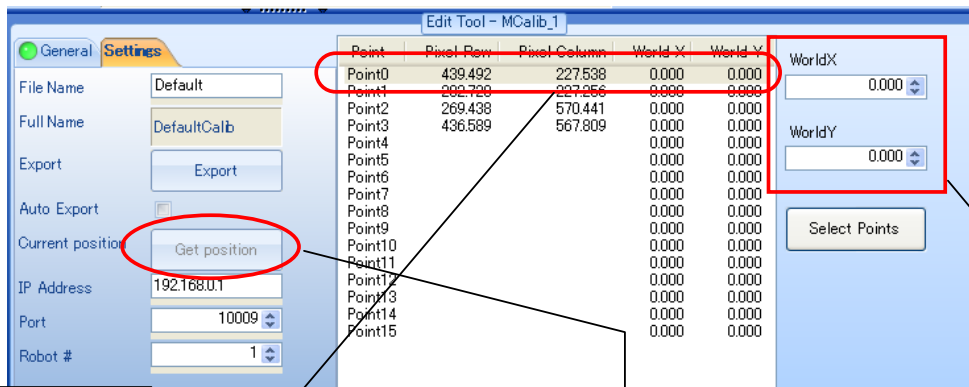 Edit Tool - MCalib_1
General Settings
File Name Default
Full Name DefaultCalib
Export Export
Auto Export
Current position Get position
IP Address 192.168.0.1
Port 10009
Robot # 1
Point Pixel Row Pixel Column World X World Y
Point0 439.492 227.538 0.000 0.000
Point1 262.720 227.256 0.000 0.000
Point2 269.438 570.441 0.000 0.000
Point3 436.589 567.809 0.000 0.000
Point4 0.000 0.000
Point5 0.000 0.000
Point6 0.000 0.000
Point7 0.000 0.000
Point8 0.000 0.000
Point9 0.000 0.000
Point10 0.000 0.000
Point11 0.000 0.000
Point12 0.000 0.000
Point13 0.000 0.000
Point14 0.000 0.000
Point15 0.000 0.000
WorldX
0.000
WorldY
0.000
Select Points